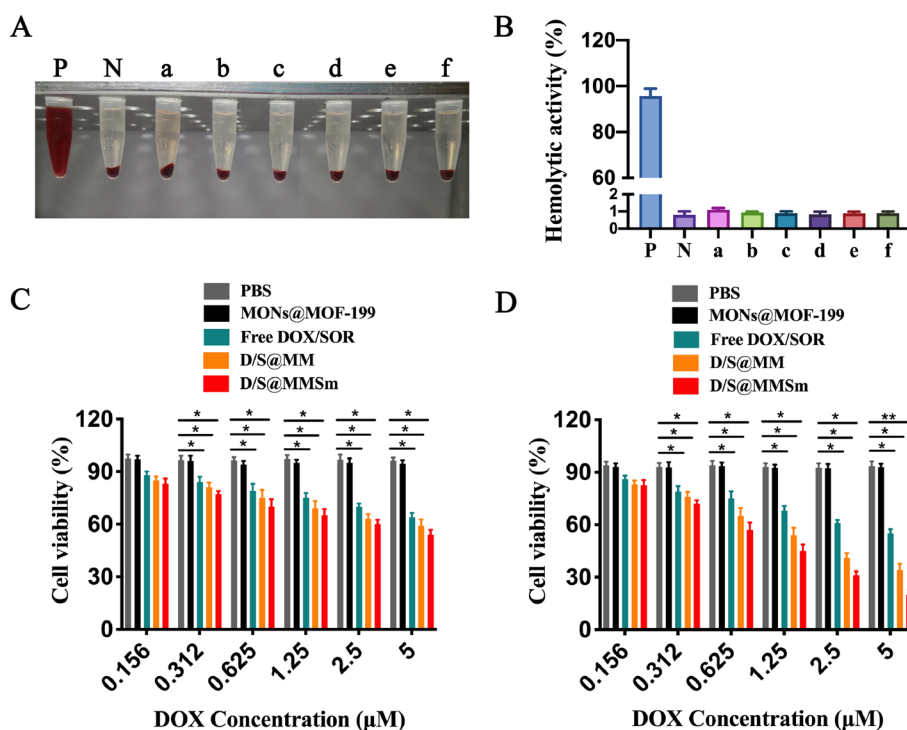 A
P N a b c d e f
B
Hemolytic activity (%)
120
100
80
60
2
1
0
P N a b c d e f
C
PBS
MONs@MOF-199
Free DOX/SOR
D/S@MM
D/S@MMSm
Cell viability (%)
120
90
60
30
0
* * * * *
* * * * *
* * * * *
0.156 0.312 0.625 1.25 2.5 5
DOX Concentration (μM)
D
PBS
MONs@MOF-199
Free DOX/SOR
D/S@MM
D/S@MMSm
Cell viability (%)
120
90
60
30
0
* * * * **
* * * * *
* * * * *
0.156 0.312 0.625 1.25 2.5 5
DOX Concentration (μM)